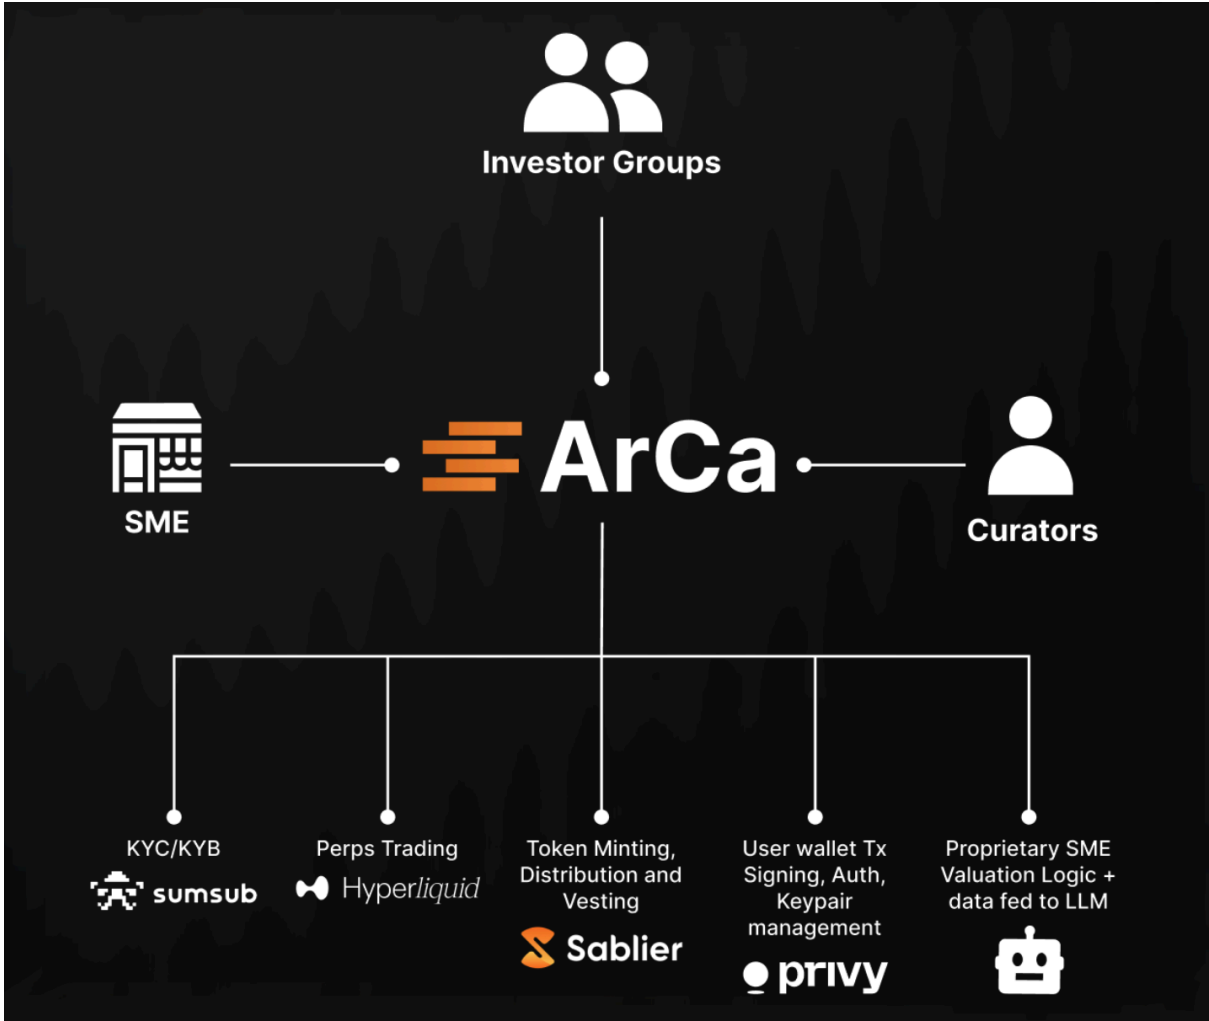 Investor Groups
ArCa
SME
Curators
KYC/KYB
sumsub
Perps Trading
Hyperliquid
Token Minting,
Distribution and
Vesting
Sablier
User wallet Tx
Signing, Auth,
Keypair
management
privy
Proprietary SME
Valuation Logic +
data fed to LLM